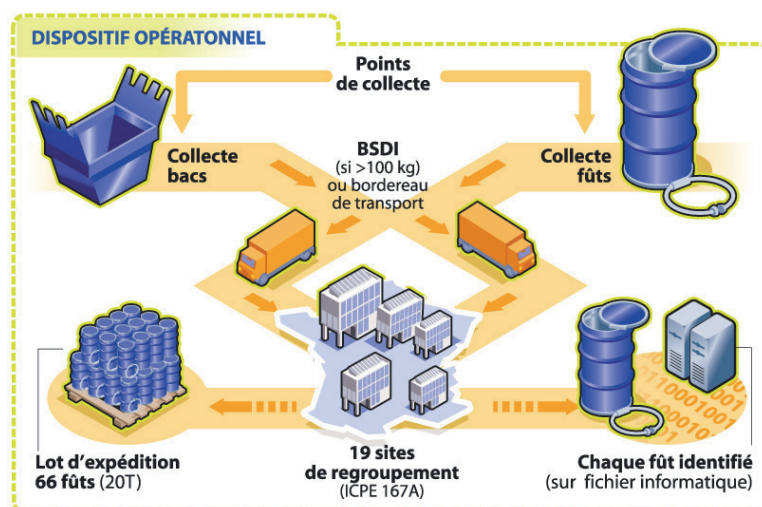 DISPOSITIF OPÉRATONNEL
Points
de collecte
Collecte
bacs
BSDI
(si >100 kg)
ou bordereau
de transport
Collecte
fûts
Lot d'expédition
66 fûts (20T)
19 sites
de regroupement
(ICPE 167A)
Chaque fût identifié
(sur fichier informatique)